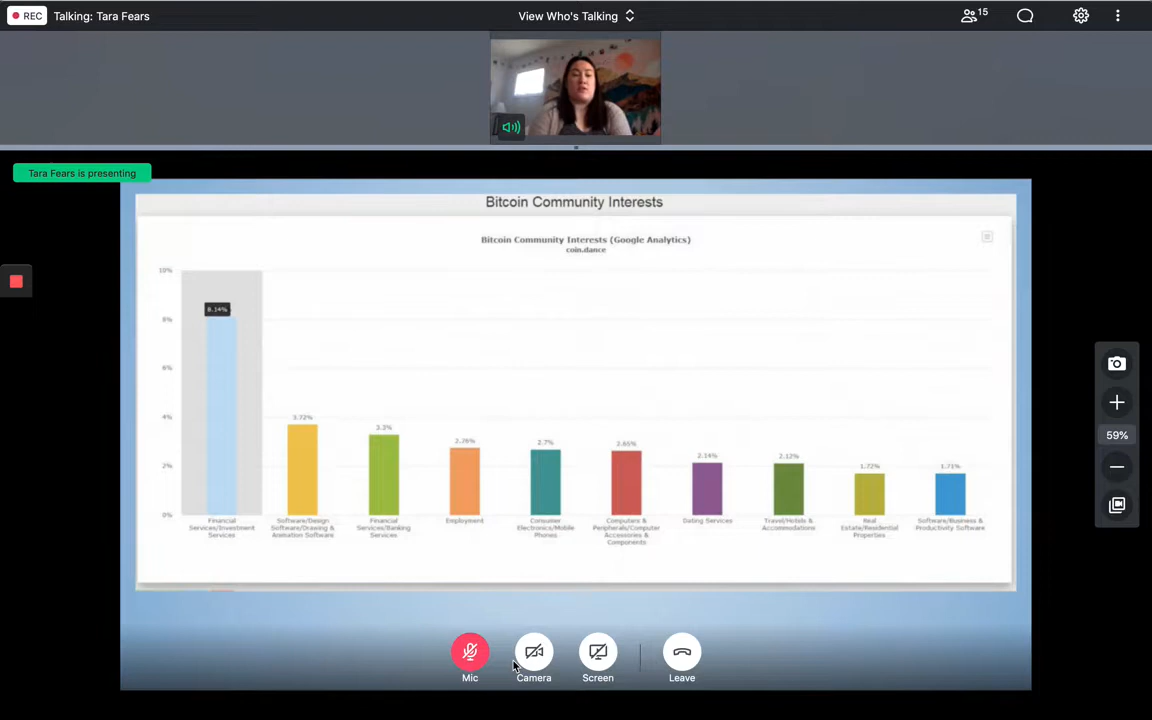 REC
Talking: Tara Fears
View Who's Talking
15
Tara Fears is presenting
Bitcoin Community Interests
Bitcoin Community Interests (Google Analytics)
coin.dance
10%
8%
6%
4%
2%
0%
8.14%
3.72%
3.3%
2.76%
2.7%
2.65%
2.14%
2.12%
1.72%
1.71%
Financial
Services/Investment
Services
Software/Design
Software/Drawing &
Animation Software
Financial
Services/Banking
Services
Employment
Consumer
Electronics/Mobile
Phones
Computers &
Peripherals/Computer
Accessories &
Components
Dating Services
Travel/Hotels &
Accommodations
Real
Estate/Residential
Properties
Software/Business &
Productivity Software
59%
Mic
Camera
Screen
Leave